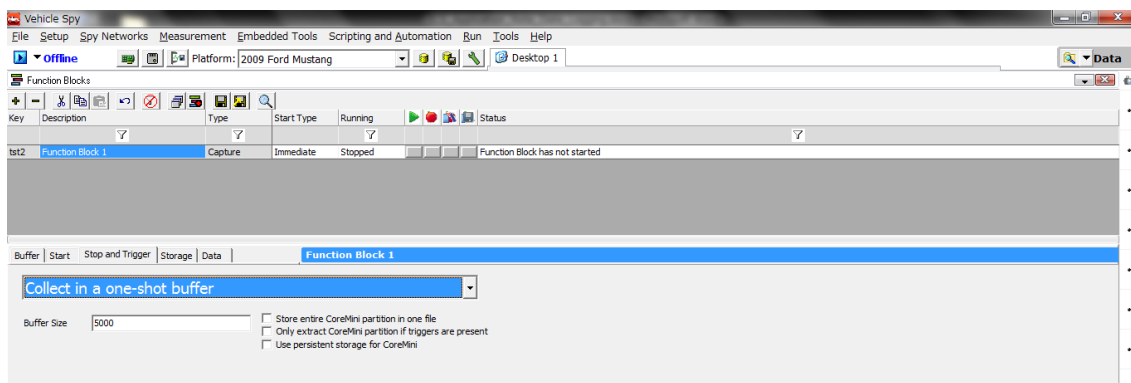 Vehicle Spy
File Setup Spy Networks Measurement Embedded Tools Scripting and Automation Run Tools Help
Offline Platform: 2009 Ford Mustang Desktop 1 Data
Function Blocks
Key Description Type Start Type Running Status
tst2 Function Block 1 Capture Immediate Stopped Function Block has not started
Buffer Start Stop and Trigger Storage Data Function Block 1
Collect in a one-shot buffer
Buffer Size 5000 Store entire CoreMini partition in one file
Only extract CoreMini partition if triggers are present
Use persistent storage for CoreMini